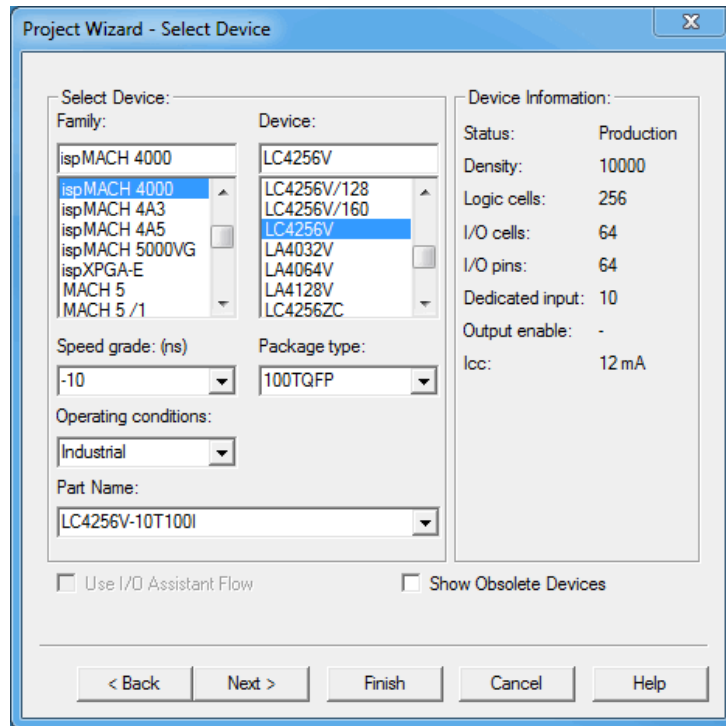 Project Wizard - Select Device
X
Select Device:
Family:
Device:
ispMACH 4000
LC4256V
ispMACH 4000
ispMACH 4A3
ispMACH 4A5
ispMACH 5000VG
ispXPGA-E
MACH 5
MACH 5 /1
LC4256V/128
LC4256V/160
LC4256V
LA4032V
LA4064V
LA4128V
LC4256ZC
Speed grade: (ns)
Package type:
-10
100TQFP
Operating conditions:
Industrial
Part Name:
LC4256V-10T100I
Device Information:
Status: Production
Density: 10000
Logic cells: 256
I/O cells: 64
I/O pins: 64
Dedicated input: 10
Output enable: -
Icc: 12 mA
Use I/O Assistant Flow
Show Obsolete Devices
< Back
Next >
Finish
Cancel
Help